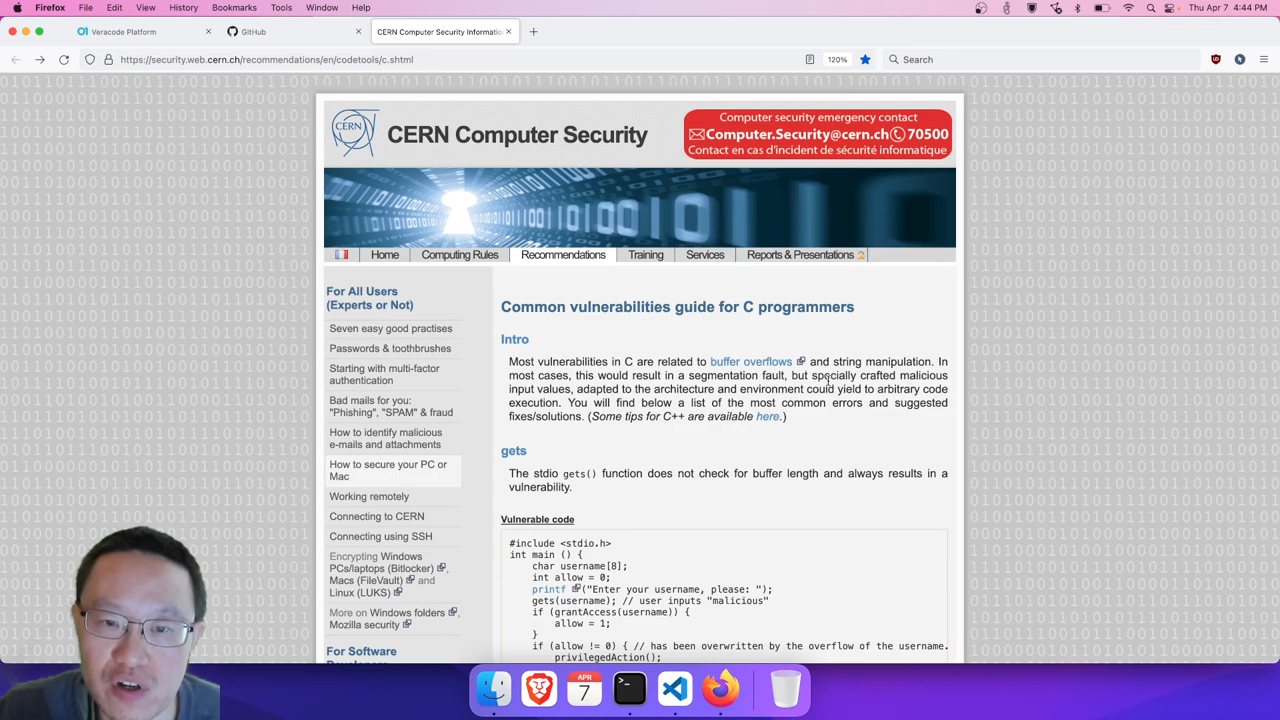 Firefox File Edit View History Bookmarks Tools Window Help
Thu Apr 7 4:44 PM
Veracode Platform
GitHub
CERN Computer Security Informatio
https://security.web.cern.ch/recommendations/en/codetools/c.shtml
120%
Search
CERN
CERN Computer Security
Computer security emergency contact
Computer.Security@cern.ch 70500
Contact en cas d'incident de sécurité informatique
Home Computing Rules Recommendations Training Services Reports & Presentations
For All Users
(Experts or Not)
Seven easy good practises
Passwords & toothbrushes
Starting with multi-factor
authentication
Bad mails for you:
"Phishing", "SPAM" & fraud
How to identify malicious
e-mails and attachments
How to secure your PC or
Mac
Working remotely
Connecting to CERN
Connecting using SSH
Encrypting Windows
PCs/laptops (Bitlocker),
Macs (FileVault) and
Linux (LUKS)
More on Windows folders,
Mozilla security
For Software
Developers
Common vulnerabilities guide for C programmers
Intro
Most vulnerabilities in C are related to buffer overflows and string manipulation. In
most cases, this would result in a segmentation fault, but specially crafted malicious
input values, adapted to the architecture and environment could yield to arbitrary code
execution. You will find below a list of the most common errors and suggested
fixes/solutions. (Some tips for C++ are available here.)
gets
The stdio gets() function does not check for buffer length and always results in a
vulnerability.
Vulnerable code
#include <stdio.h>
int main () {
char username[8];
int allow = 0;
printf ("Enter your username, please: ");
gets(username); // user inputs "malicious"
if (grantAccess(username)) {
allow = 1;
}
if (allow != 0) { // has been overwritten by the overflow of the username.
privilegedAction();
APR
7